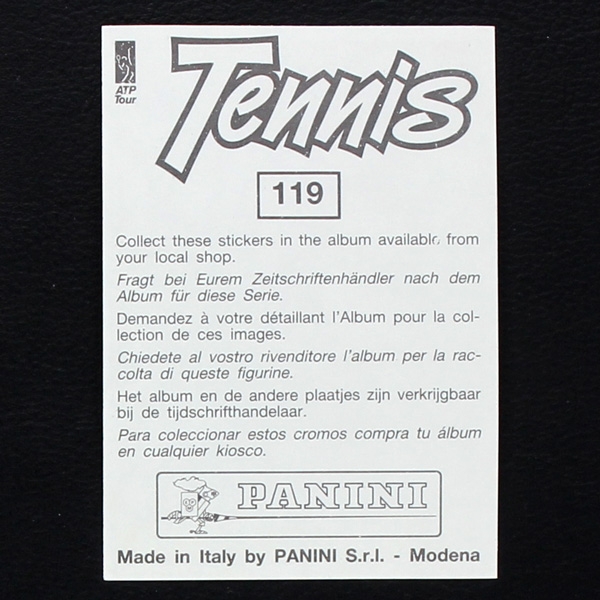 ATP
Tour
Tennis
119
Collect these stickers in the album available from
your local shop.
Fragt bei Eurem Zeitschriftenhändler nach dem
Album für diese Serie.
Demandez à votre détaillant l'Album pour la col-
lection de ces images.
Chiedete al vostro rivenditore l'album per la rac-
colta di queste figurine.
Het album en de andere plaatjes zijn verkrijgbaar
bij de tijdschrifthandelaar.
Para coleccionar estos cromos compra tu álbum
en cualquier kiosco.
PANINI
Made in Italy by PANINI S.r.l. - Modena